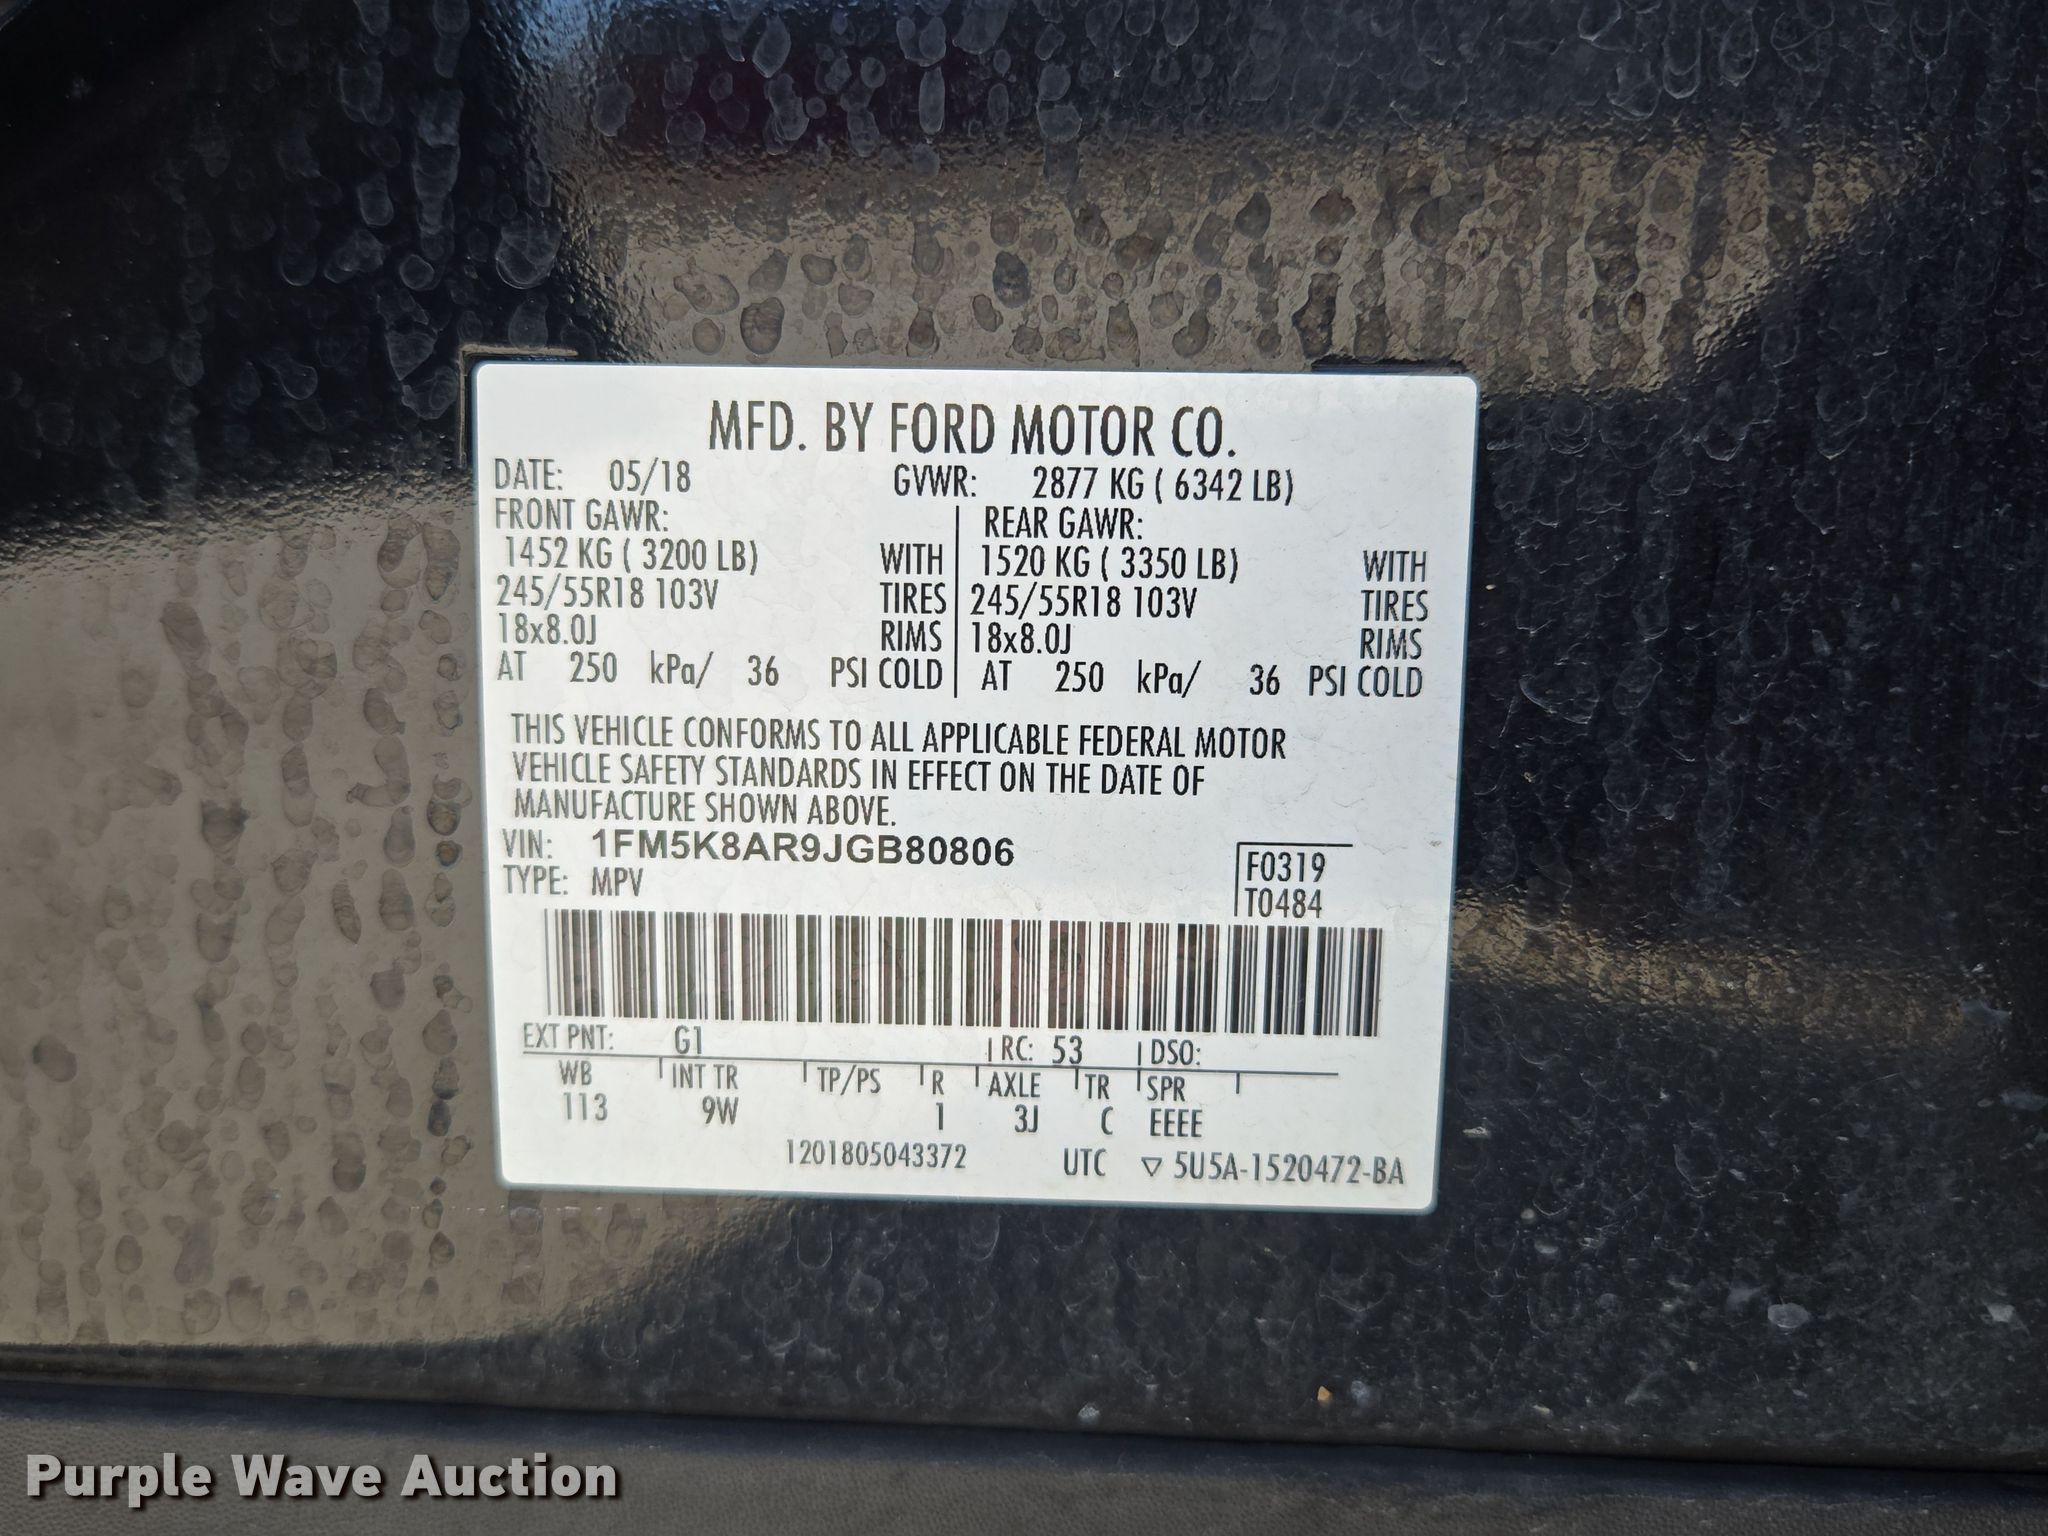 MFD. BY FORD MOTOR CO.
DATE: 05/18 GVWR: 2877 KG ( 6342 LB)
FRONT GAWR: REAR GAWR:
1452 KG ( 3200 LB) WITH 1520 KG ( 3350 LB) WITH
245/55R18 103V TIRES 245/55R18 103V TIRES
18x8.0J RIMS 18x8.0J RIMS
AT 250 kPa/ 36 PSI COLD AT 250 kPa/ 36 PSI COLD
THIS VEHICLE CONFORMS TO ALL APPLICABLE FEDERAL MOTOR
VEHICLE SAFETY STANDARDS IN EFFECT ON THE DATE OF
MANUFACTURE SHOWN ABOVE.
VIN: 1FM5K8AR9JGB80806
TYPE: MPV
F0319
T0484
EXT PNT: G1 RC: 53 DSO:
WB INT TR TP/PS R AXLE TR SPR
113 9W 1 3J C EEEE
1201805043372 UTC ▽ 5U5A-1520472-BA
Purple Wave Auction